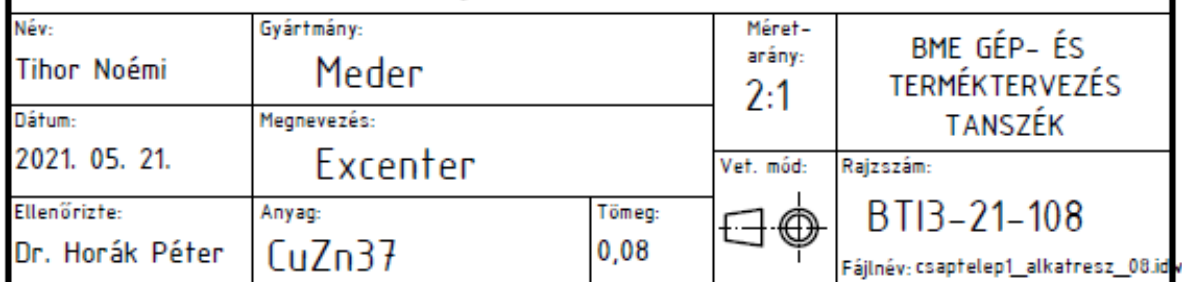 Név:
Tihor Noémi
Gyártmány:
Meder
Méret-
arány:
2:1
BME GÉP- ÉS
TERMÉKTERVEZÉS
TANSZÉK
Dátum:
2021. 05. 21.
Megnevezés:
Excenter
Vet. mód:
Rajzszám:
BTI3-21-108
Ellenőrizte:
Dr. Horák Péter
Anyag:
CuZn37
Tömeg:
0,08
Fájlnév: csaptelep1_alkatresz_08.idw